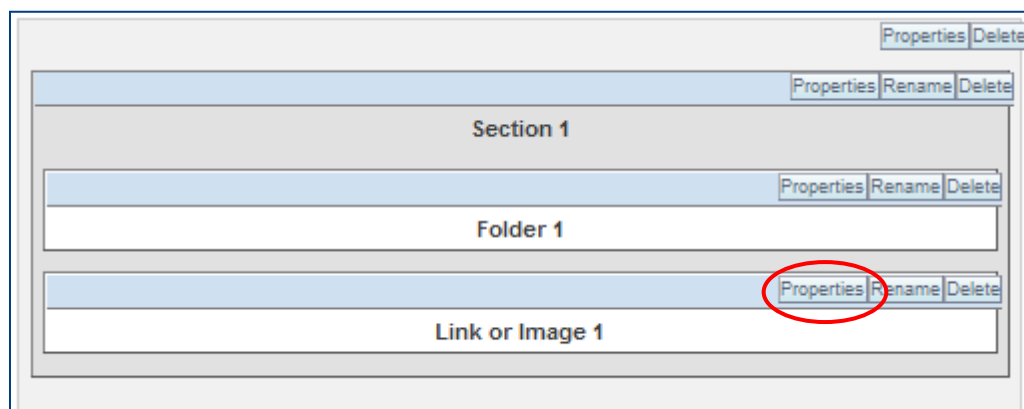 Properties Delete
Properties Rename Delete
Section 1
Properties Rename Delete
Folder 1
Properties Rename Delete
Link or Image 1